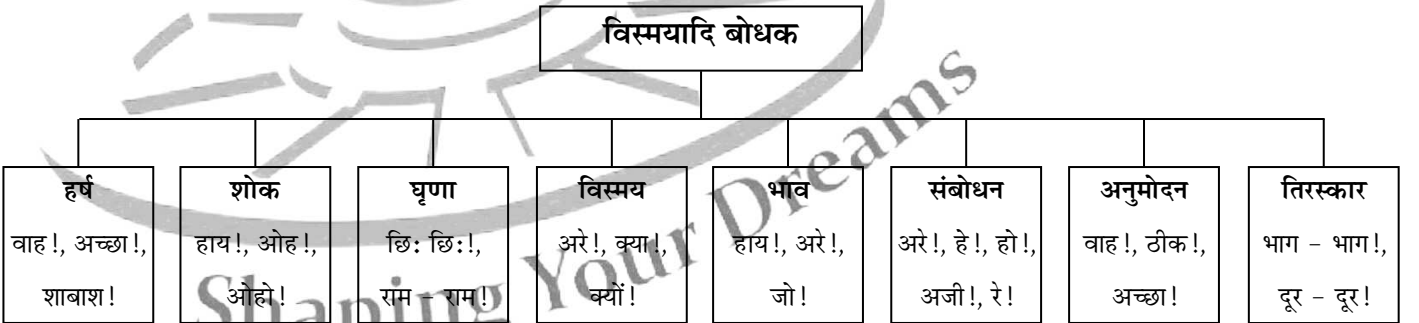 विस्मयादि बोधक
हर्ष
वाह!, अच्छा!,
शाबाश!
शोक
हाय!, ओह!,
ओहो!
घृणा
छि: छि:!,
राम – राम!
विस्मय
अरे!, क्या!,
क्यों!
भाव
हाय!, अरे!,
जो!
संबोधन
अरे!, हे!, हो!,
अजी!, रे!
अनुमोदन
वाह!, ठीक!,
अच्छा!
तिरस्कार
भाग – भाग!,
दूर – दूर!
Shaping Your Dreams